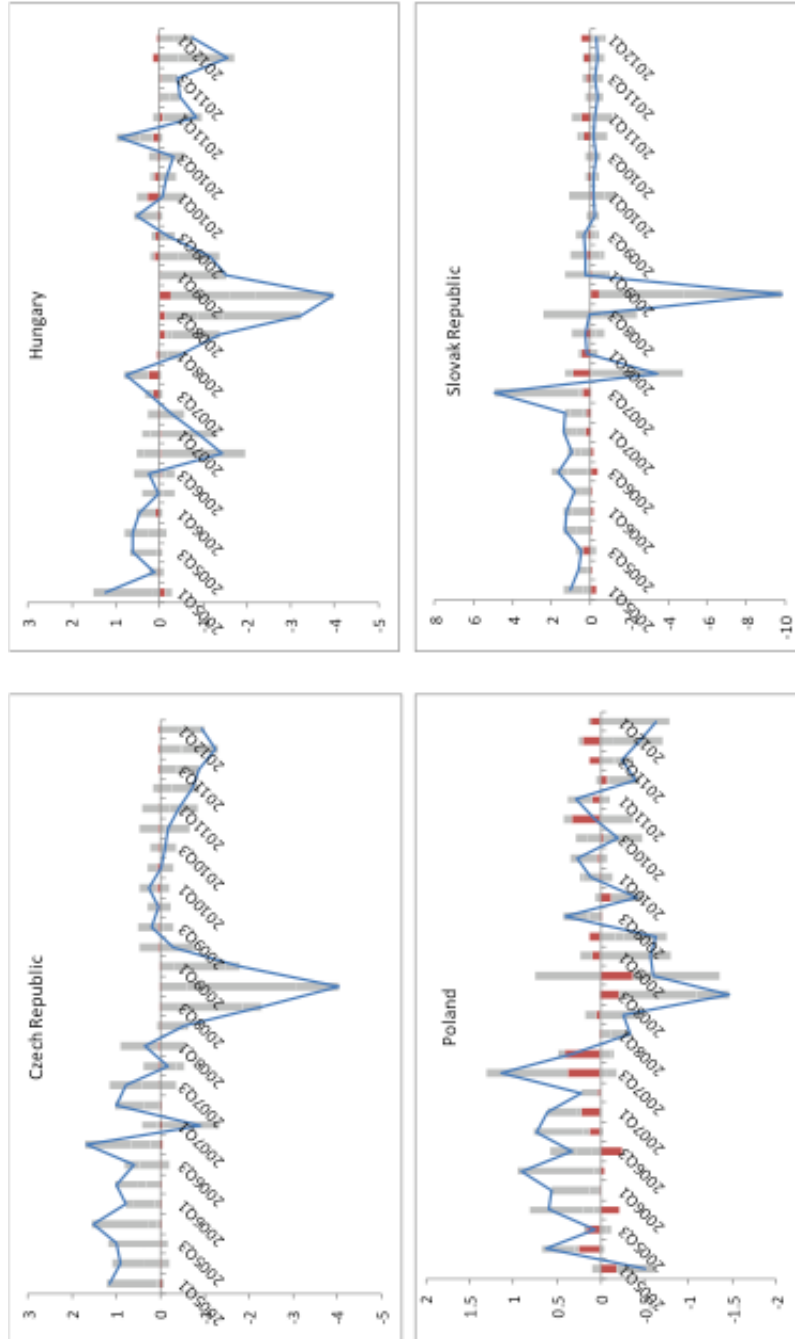 Czech Republic
3
2
1
0
-1
-2
-3
-4
-5
2005Q1
2005Q3
2006Q1
2006Q3
2007Q1
2007Q3
2008Q1
2008Q3
2009Q1
2009Q3
2010Q1
2010Q3
2011Q1
2011Q3
2012Q1
Hungary
3
2
1
0
-1
-2
-3
-4
-5
2005Q1
2005Q3
2006Q1
2006Q3
2007Q1
2007Q3
2008Q1
2008Q3
2009Q1
2009Q3
2010Q1
2010Q3
2011Q1
2011Q3
2012Q1
Poland
2
1.5
1
0.5
0
-0.5
-1
-1.5
-2
2005Q1
2005Q3
2006Q1
2006Q3
2007Q1
2007Q3
2008Q1
2008Q3
2009Q1
2009Q3
2010Q1
2010Q3
2011Q1
2011Q3
2012Q1
Slovak Republic
8
6
4
2
0
-2
-4
-6
-8
-10
2005Q1
2005Q3
2006Q1
2006Q3
2007Q1
2007Q3
2008Q1
2008Q3
2009Q1
2009Q3
2010Q1
2010Q3
2011Q1
2011Q3
2012Q1